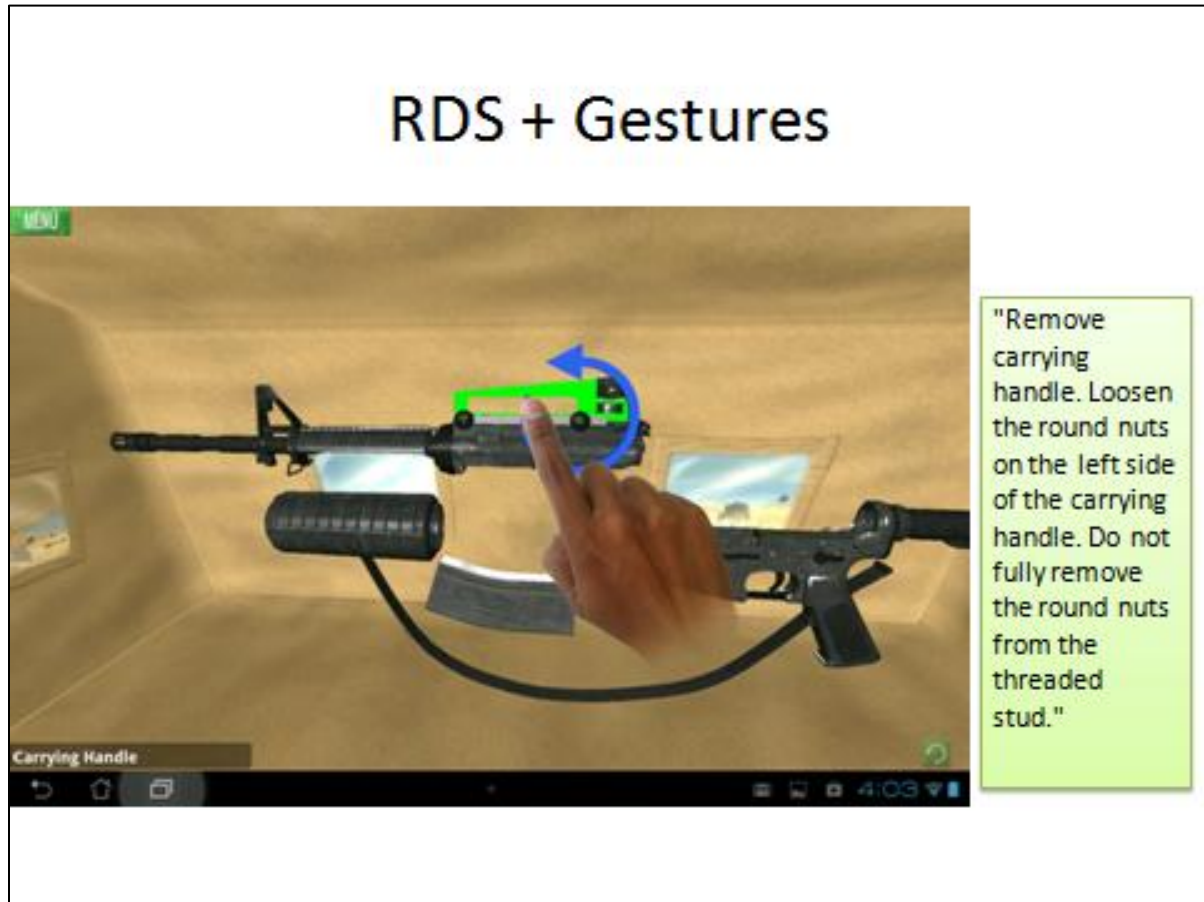 RDS + Gestures
MENU
"Remove
carrying
handle. Loosen
the round nuts
on the left side
of the carrying
handle. Do not
fully remove
the round nuts
from the
threaded
stud."
Carrying Handle
4:03